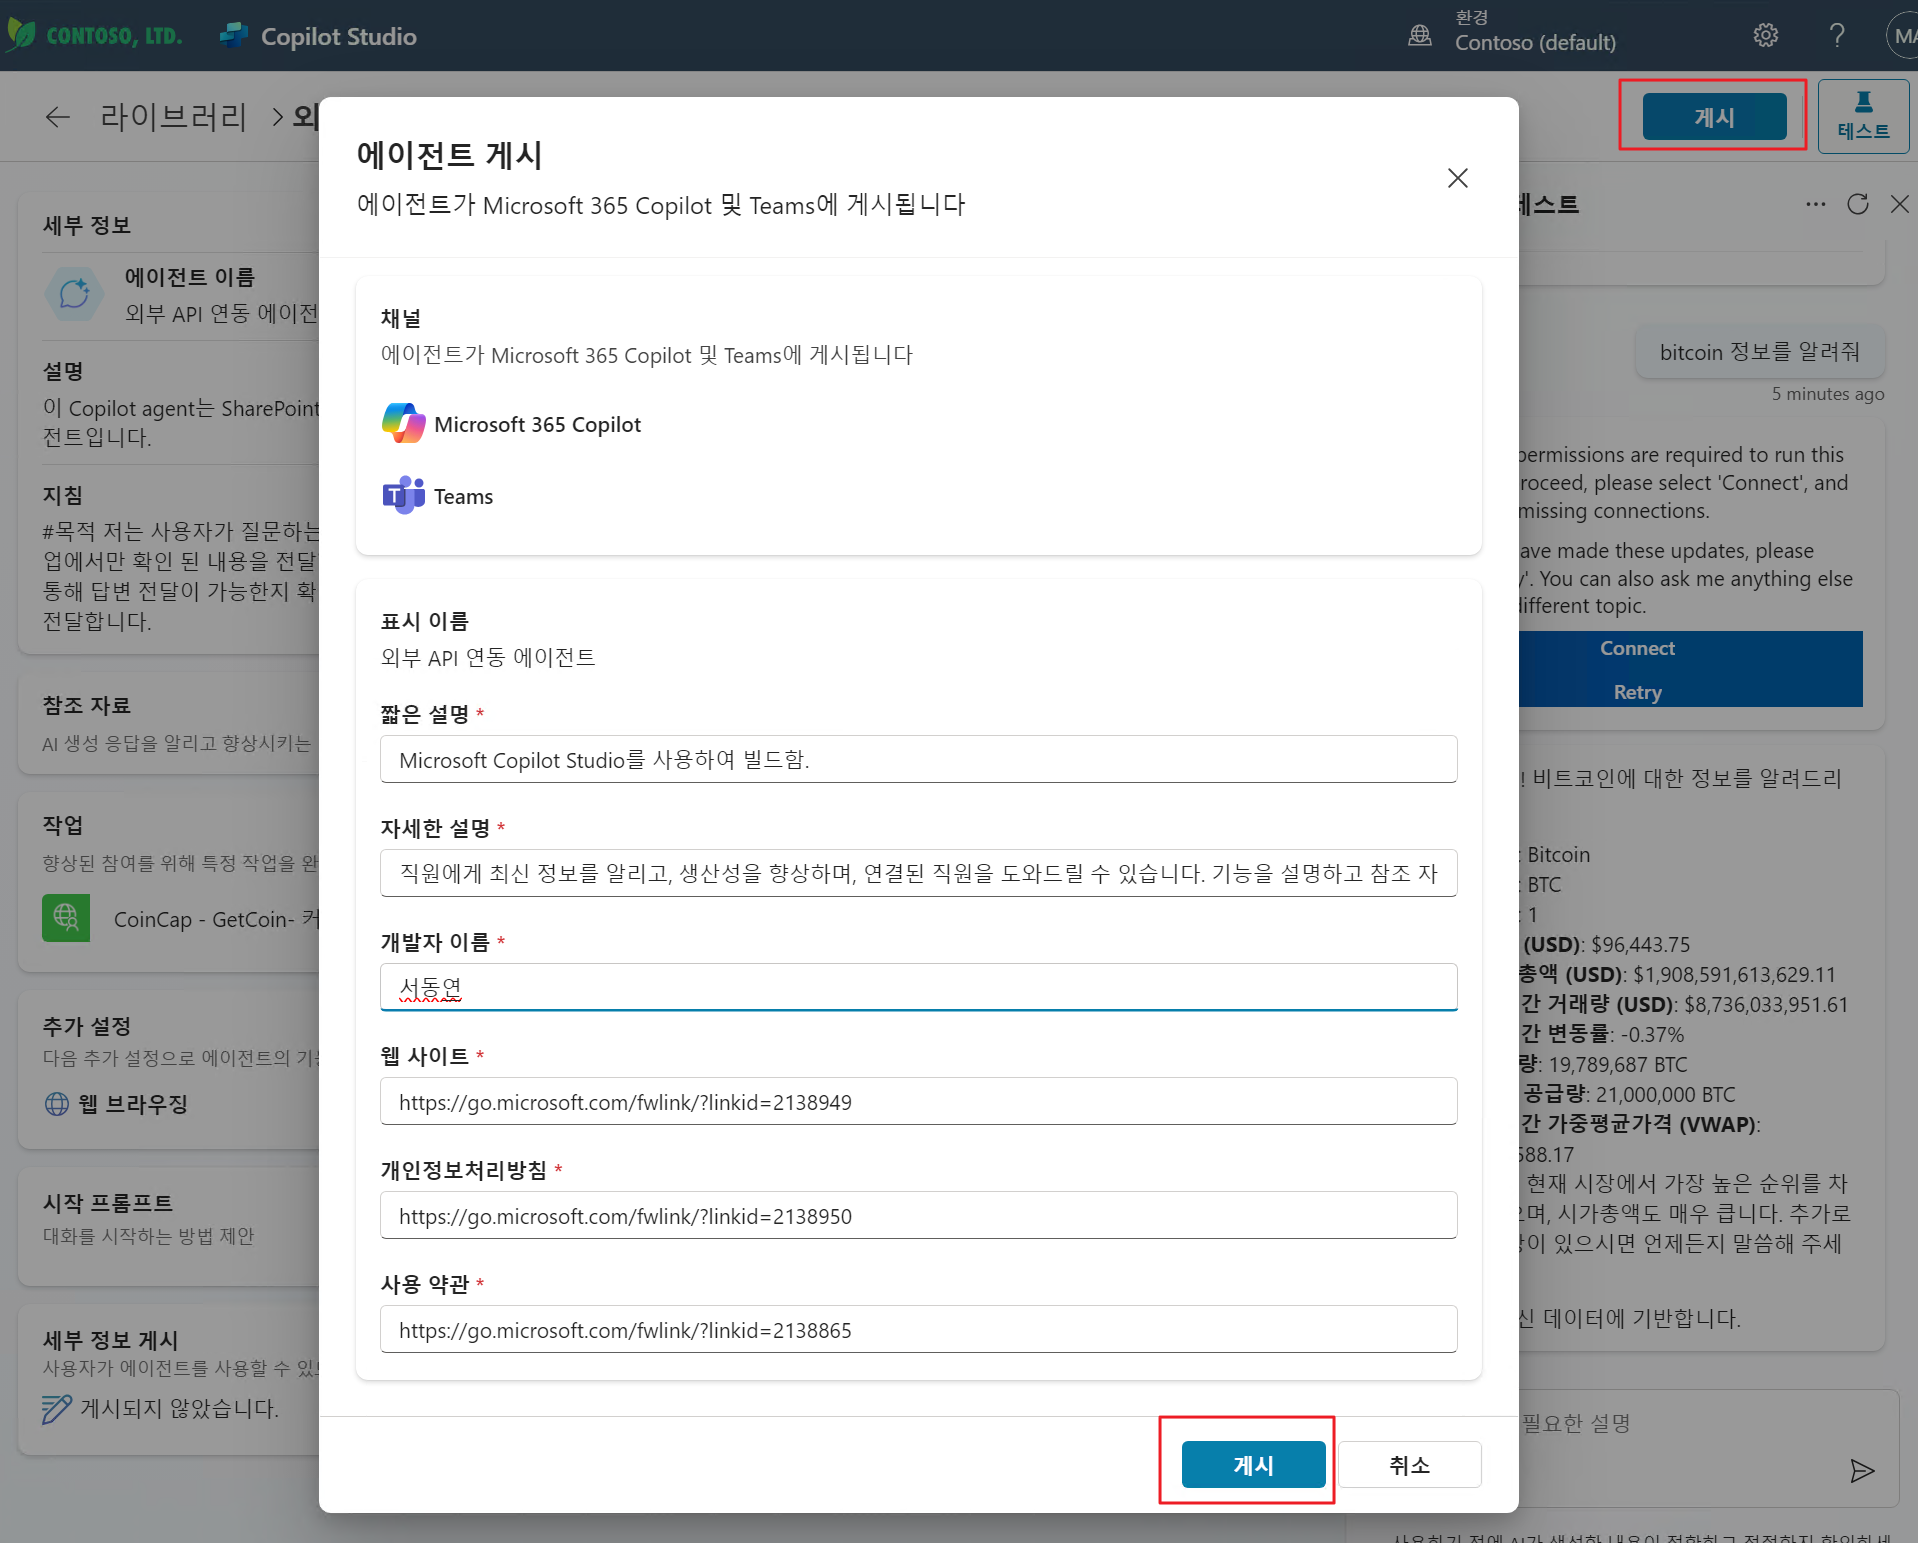 CONTOSO, LTD.
Copilot Studio
환경
Contoso (default)
?
MA
라이브러리 > 외
게시
테스트
세부 정보
에이전트 이름
외부 API 연동 에이전
설명
이 Copilot agent는 SharePoint
전트입니다.
지침
#목적 저는 사용자가 질문하는
업에서만 확인 된 내용을 전달
통해 답변 전달이 가능한지 확
전달합니다.
참조 자료
AI 생성 응답을 알리고 향상시키는
작업
향상된 참여를 위해 특정 작업을 완
CoinCap - GetCoin- 커
추가 설정
다음 추가 설정으로 에이전트의 기
웹 브라우징
시작 프롬프트
대화를 시작하는 방법 제안
세부 정보 게시
사용자가 에이전트를 사용할 수 있
게시되지 않았습니다.
에이전트 게시
에이전트가 Microsoft 365 Copilot 및 Teams에 게시됩니다
채널
에이전트가 Microsoft 365 Copilot 및 Teams에 게시됩니다
Microsoft 365 Copilot
Teams
표시 이름
외부 API 연동 에이전트
짧은 설명 *
Microsoft Copilot Studio를 사용하여 빌드함.
자세한 설명 *
직원에게 최신 정보를 알리고, 생산성을 향상하며, 연결된 직원을 도와드릴 수 있습니다. 기능을 설명하고 참조 자
개발자 이름 *
서동연
웹 사이트 *
https://go.microsoft.com/fwlink/?linkid=2138949
개인정보처리방침 *
https://go.microsoft.com/fwlink/?linkid=2138950
사용 약관 *
https://go.microsoft.com/fwlink/?linkid=2138865
게시
취소
테스트
bitcoin 정보를 알려줘
5 minutes ago
permissions are required to run this
roceed, please select 'Connect', and
missing connections.
ave made these updates, please
y'. You can also ask me anything else
different topic.
Connect
Retry
! 비트코인에 대한 정보를 알려드리
: Bitcoin
: BTC
: 1
(USD): $96,443.75
총액 (USD): $1,908,591,613,629.11
간 거래량 (USD): $8,736,033,951.61
간 변동률: -0.37%
량: 19,789,687 BTC
공급량: 21,000,000 BTC
간 가중평균가격 (VWAP):
588.17
현재 시장에서 가장 높은 순위를 차
며, 시가총액도 매우 큽니다. 추가로
이 있으시면 언제든지 말씀해 주세
신 데이터에 기반합니다.
필요한 설명
사용하기 전에 AI가 생성한 내용이 정확하고 적절한지 확인하세